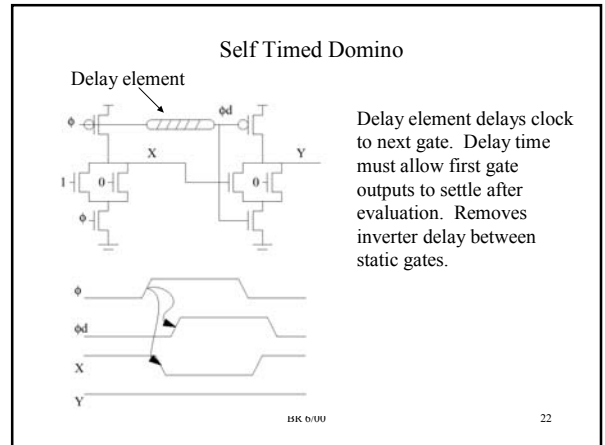 Self Timed Domino
Delay element
ϕ
ϕd
X
Y
1
0
0
ϕ
Delay element delays clock
to next gate. Delay time
must allow first gate
outputs to settle after
evaluation. Removes
inverter delay between
static gates.
ϕ
ϕd
X
Y
BR 6/00
22